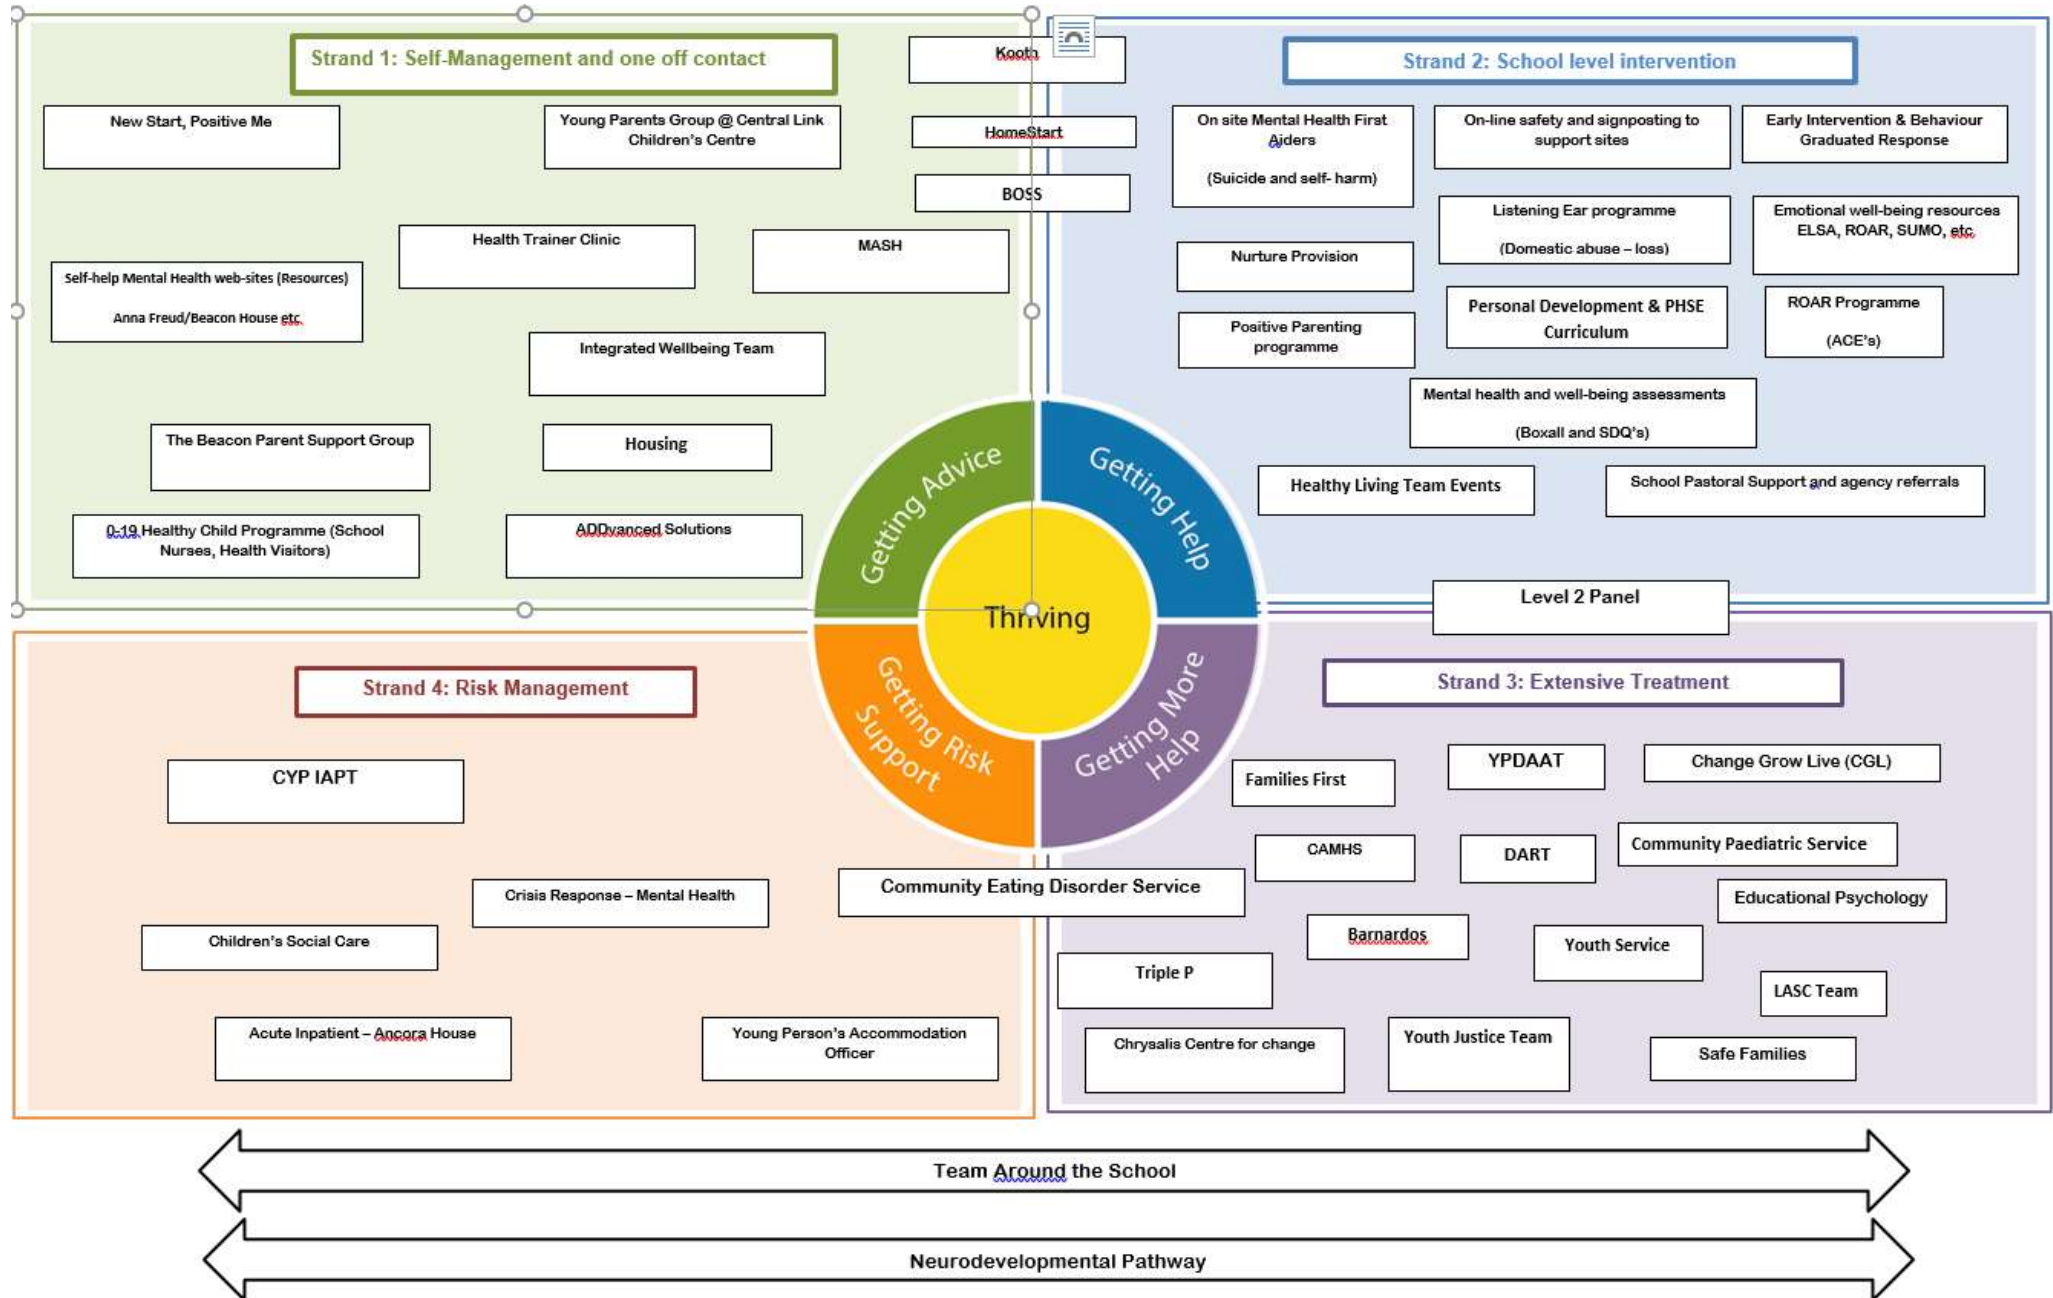 Strand 1: Self-Management and one off contact
Kooth
HomeStart
BOSS
New Start, Positive Me
Young Parents Group @ Central Link
Children's Centre
Health Trainer Clinic
MASH
Self-help Mental Health web-sites (Resources)
Anna Freud/Beacon House etc
Integrated Wellbeing Team
The Beacon Parent Support Group
Housing
0-19 Healthy Child Programme (School
Nurses, Health Visitors)
ADDvanced Solutions
Strand 2: School level intervention
On site Mental Health First
Aiders
(Suicide and self- harm)
On-line safety and signposting to
support sites
Early Intervention & Behaviour
Graduated Response
Listening Ear programme
(Domestic abuse – loss)
Emotional well-being resources
ELSA, ROAR, SUMO, etc
Nurture Provision
Personal Development & PHSE
Curriculum
ROAR Programme
(ACE's)
Positive Parenting
programme
Mental health and well-being assessments
(Boxall and SDQ's)
Healthy Living Team Events
School Pastoral Support and agency referrals
Level 2 Panel
Getting Advice
Getting Help
Thriving
Getting Risk
Support
Getting More
Help
Strand 4: Risk Management
CYP IAPT
Crisis Response – Mental Health
Children's Social Care
Acute Inpatient – Ancora House
Young Person's Accommodation
Officer
Community Eating Disorder Service
Strand 3: Extensive Treatment
Families First
YPDAAT
Change Grow Live (CGL)
CAMHS
DART
Community Paediatric Service
Educational Psychology
Barnardos
Youth Service
Triple P
LASC Team
Chrysalis Centre for change
Youth Justice Team
Safe Families
Team Around the School
Neurodevelopmental Pathway